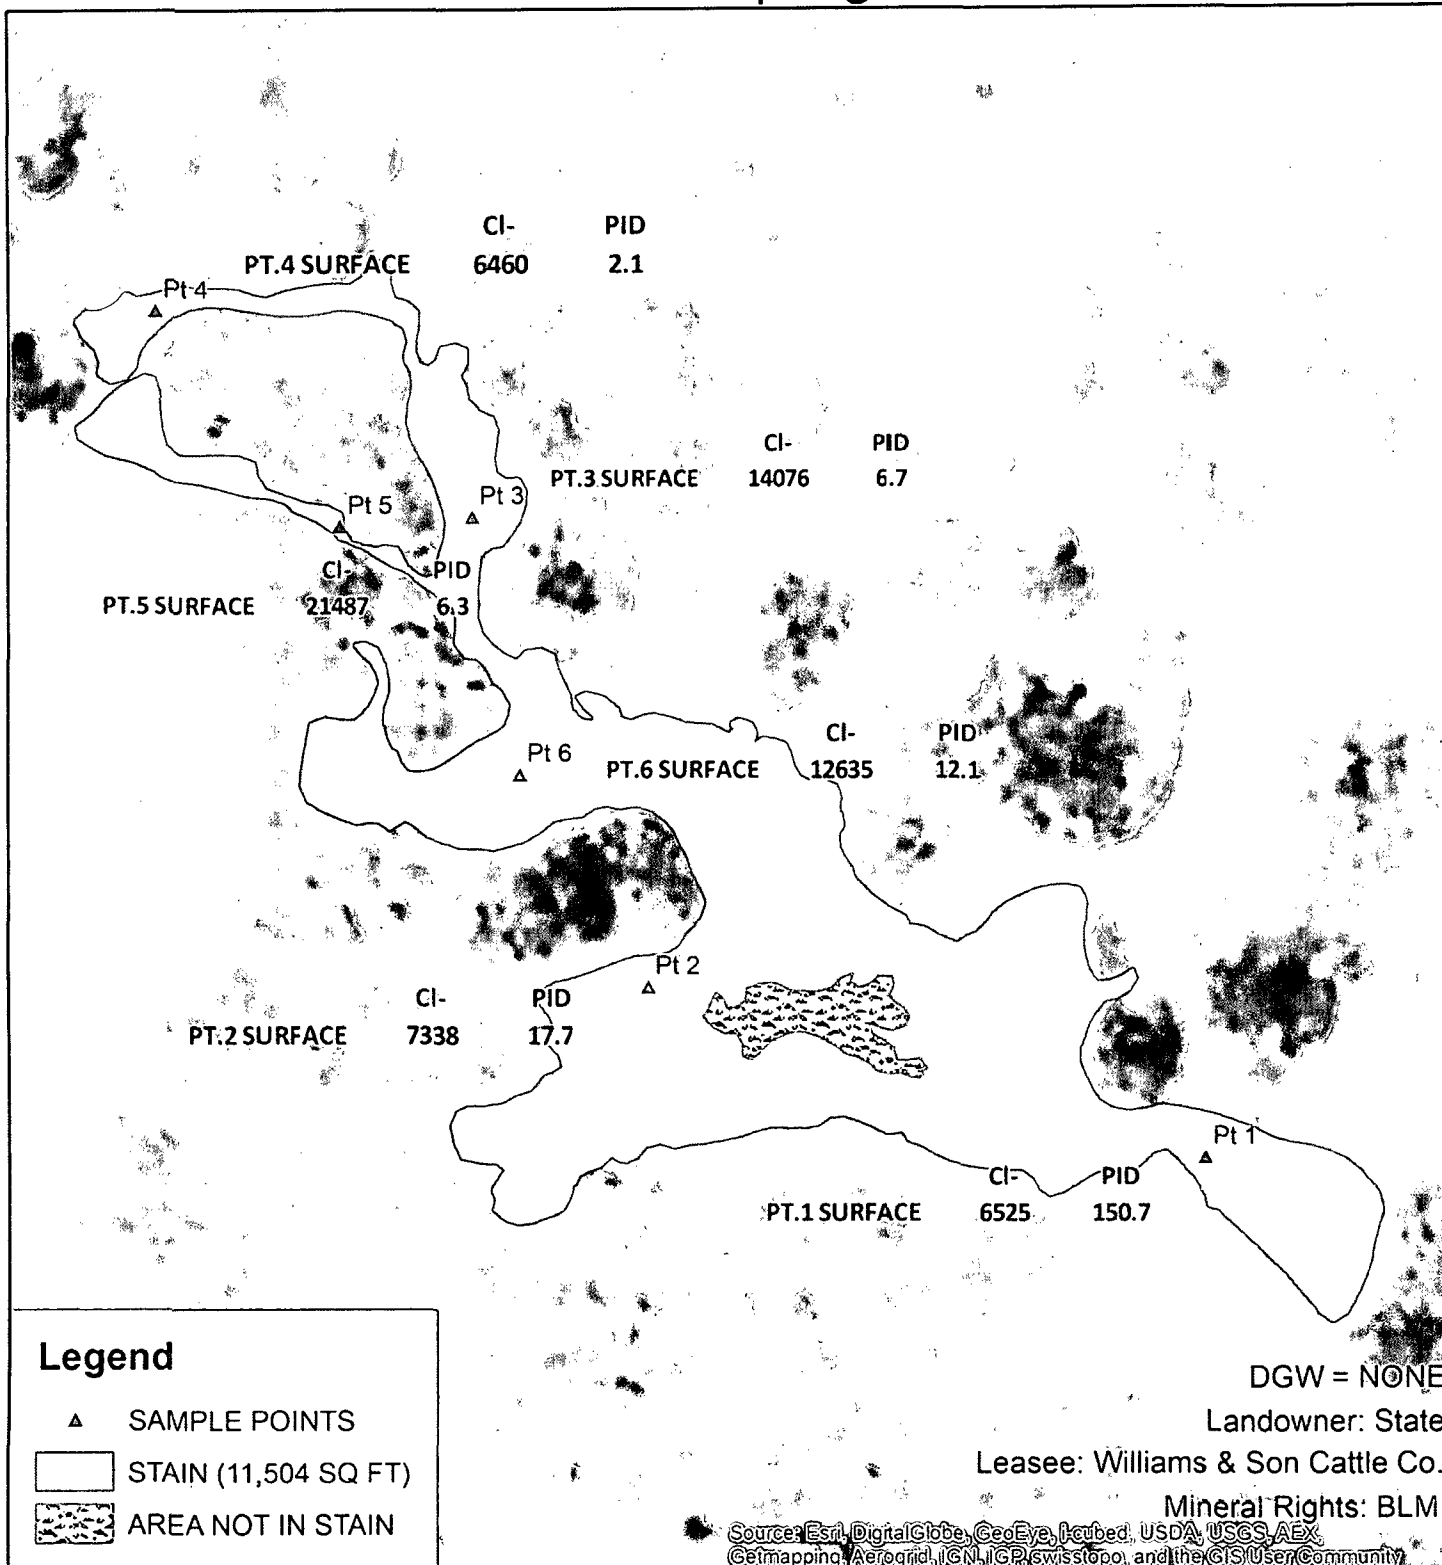 Cl- PID
PT.4 SURFACE 6460 2.1
Pt 4
Cl- PID
PT.3 SURFACE 14076 6.7
Pt 3
Pt 5
Cl- PID
PT.5 SURFACE 21487 6.3
Cl- PID
Pt 6
PT.6 SURFACE 12635 12.1
Pt 2
Cl- PID
PT.2 SURFACE 7338 17.7
Pt 1
Cl- PID
PT.1 SURFACE 6525 150.7
Legend
SAMPLE POINTS
STAIN (11,504 SQ FT)
AREA NOT IN STAIN
DGW = NONE
Landowner: State
Leasee: Williams & Son Cattle Co.
Mineral Rights: BLM
Source: Esri, DigitalGlobe, GeoEye, i-cubed, USDA, USGS, AEX,
Getmapping, Aerogrid, IGN, IGP, swisstopo, and the GIS User Community